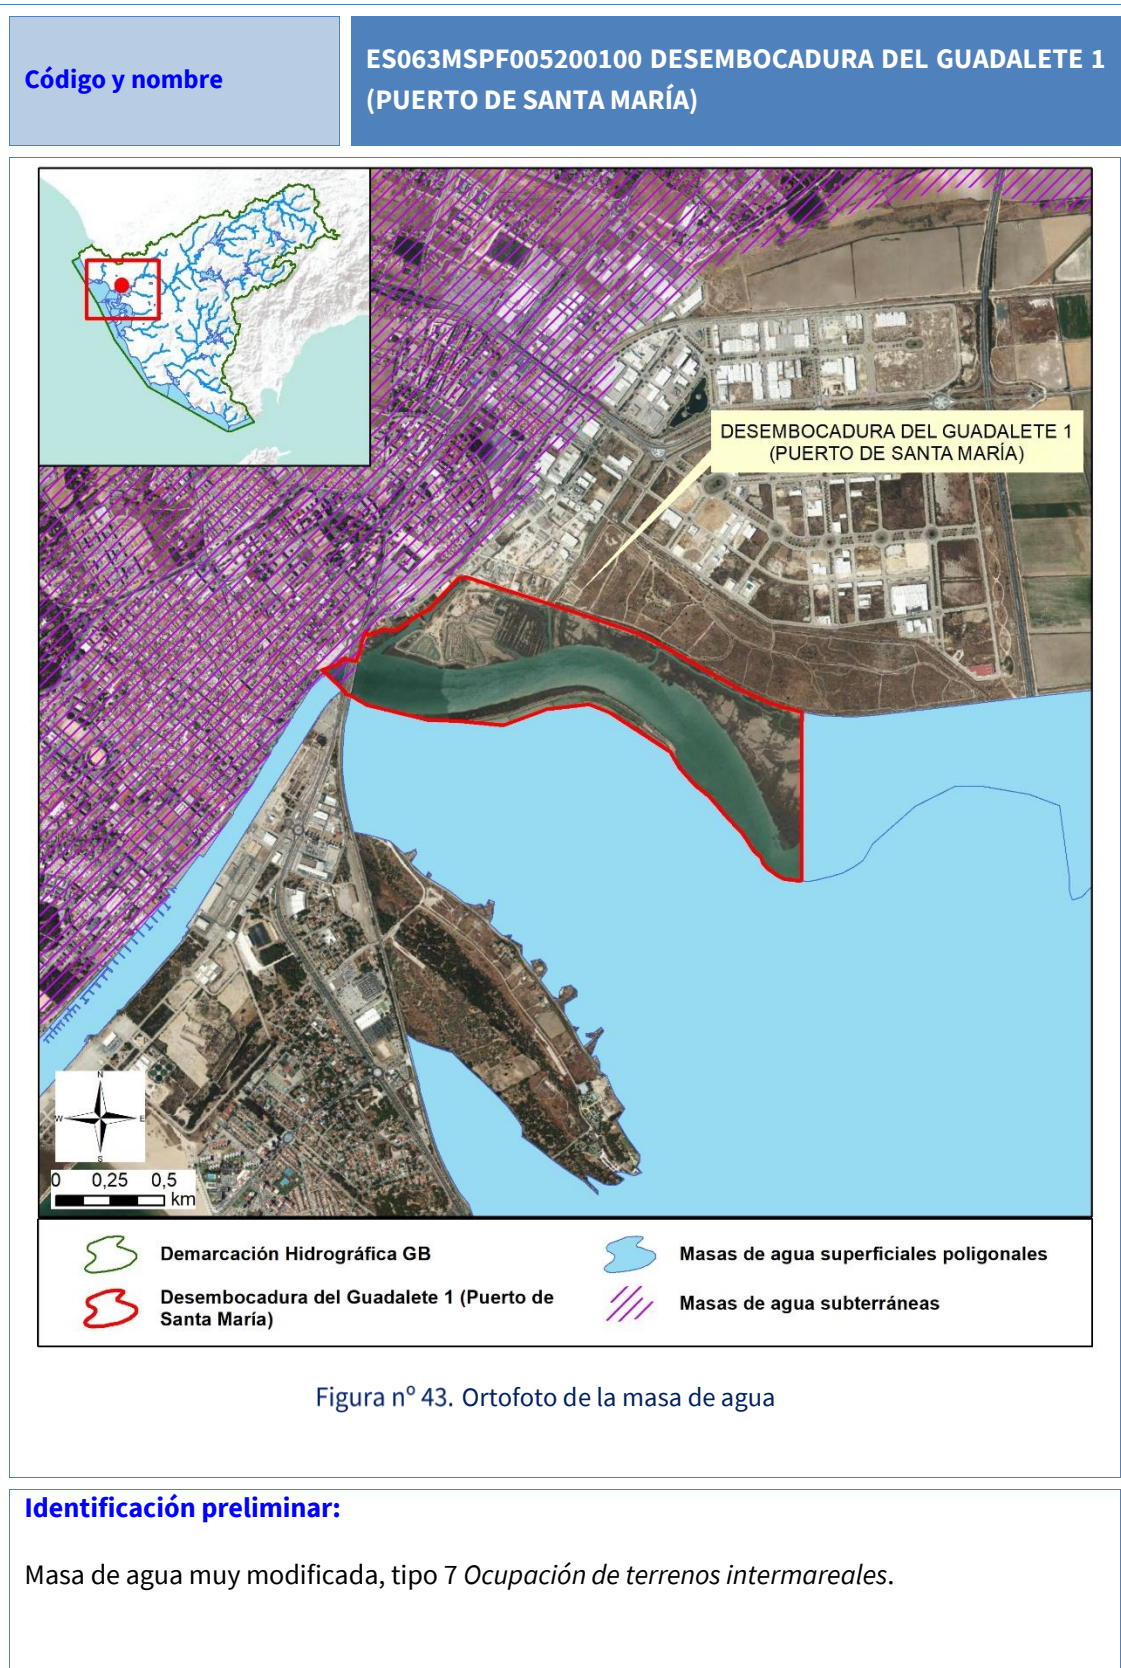 Código y nombre
ES063MSPF005200100 DESEMBOCADURA DEL GUADALETE 1
(PUERTO DE SANTA MARÍA)
DESEMBOCADURA DEL GUADALETE 1
(PUERTO DE SANTA MARÍA)
N
W
E
S
0 0,25 0,5
km
Demarcación Hidrográfica GB
Desembocadura del Guadalete 1 (Puerto de
Santa María)
Masas de agua superficiales poligonales
Masas de agua subterráneas
Figura nº 43. Ortofoto de la masa de agua
Identificación preliminar:
Masa de agua muy modificada, tipo 7 Ocupación de terrenos intermareales.